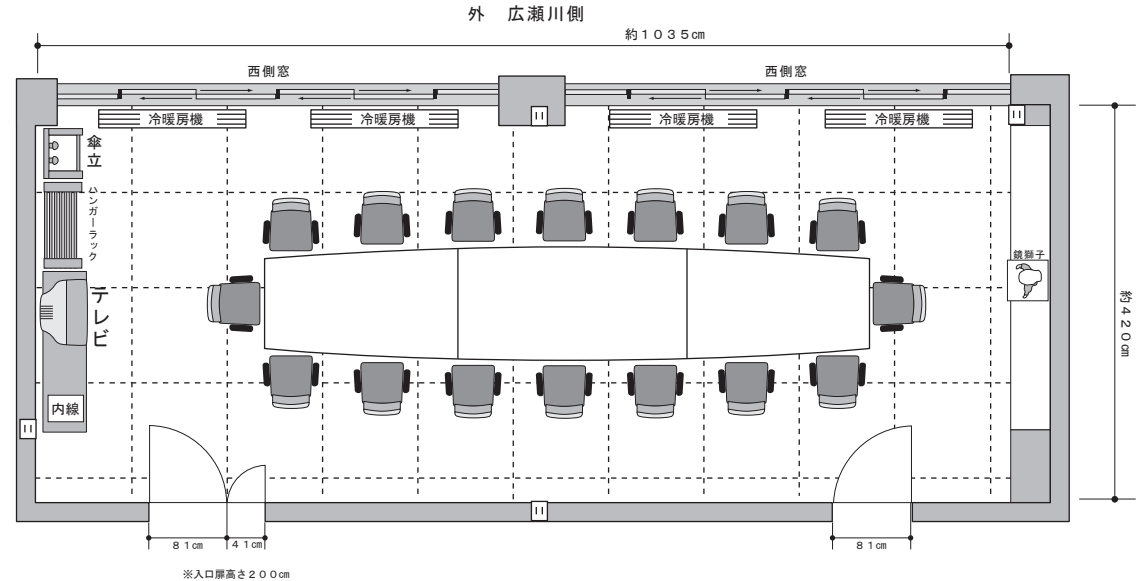 外　広瀬川側
約1035㎝
西側窓
西側窓
冷暖房機
冷暖房機
冷暖房機
冷暖房機
傘立
ハンガーラック
テレビ
内線
鏡獅子
約420㎝
81㎝
41㎝
81㎝
※入口扉高さ200㎝